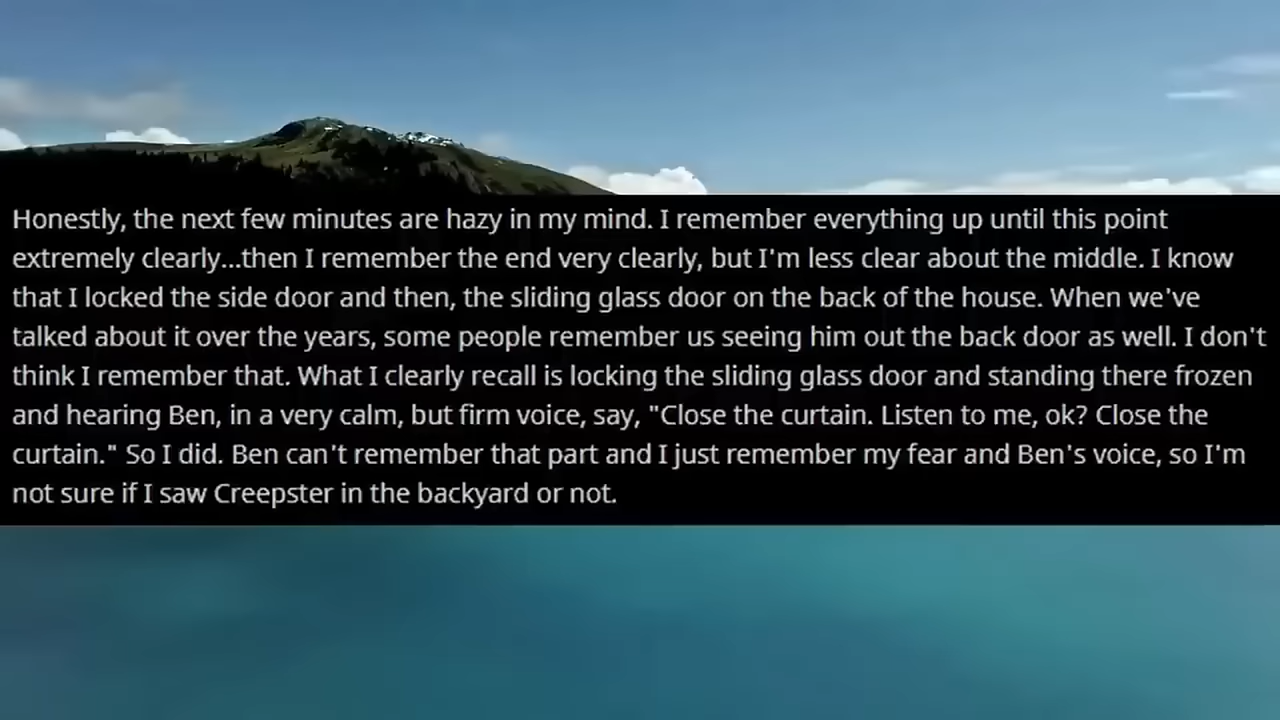 Honestly, the next few minutes are hazy in my mind. I remember everything up until this point
extremely clearly...then I remember the end very clearly, but I'm less clear about the middle. I know
that I locked the side door and then, the sliding glass door on the back of the house. When we've
talked about it over the years, some people remember us seeing him out the back door as well. I don't
think I remember that. What I clearly recall is locking the sliding glass door and standing there frozen
and hearing Ben, in a very calm, but firm voice, say, "Close the curtain. Listen to me, ok? Close the
curtain." So I did. Ben can't remember that part and I just remember my fear and Ben's voice, so I'm
not sure if I saw Creepster in the backyard or not.